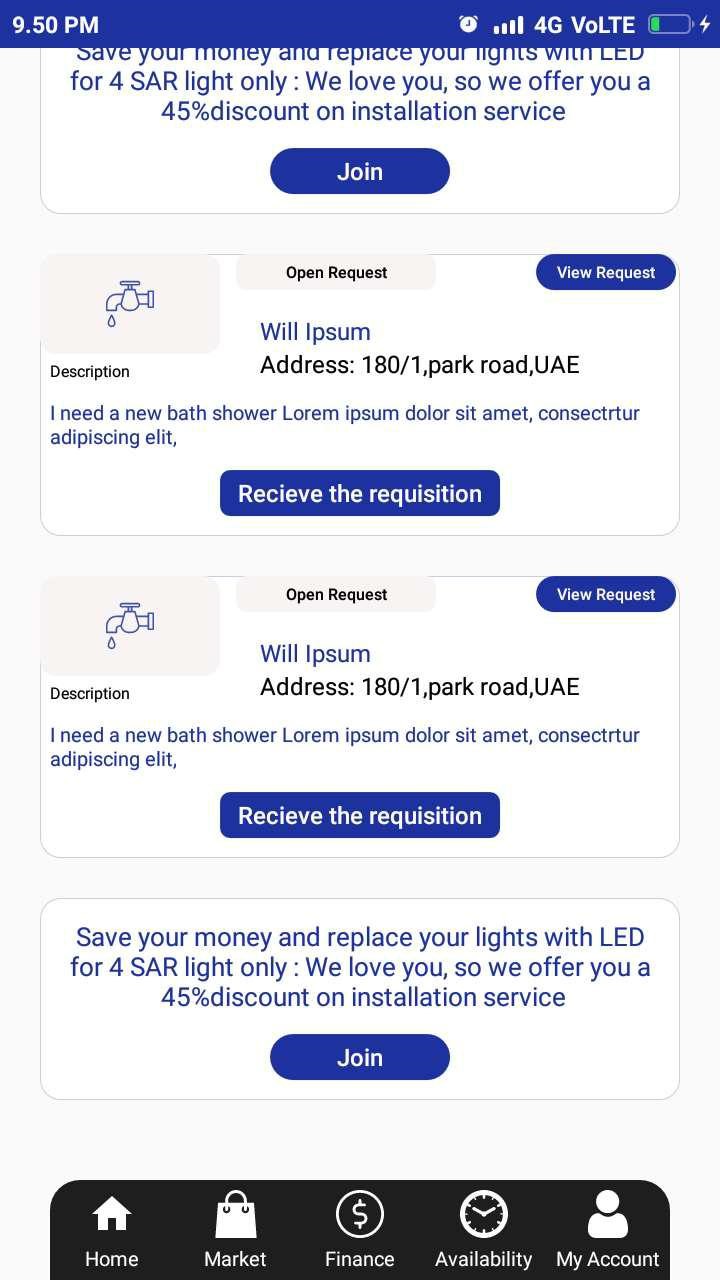 9.50 PM
4G VoLTE
Save your money and replace your lights with LED
for 4 SAR light only : We love you, so we offer you a
45%discount on installation service
Join
Open Request
View Request
Will Ipsum
Address: 180/1,park road,UAE
Description
I need a new bath shower Lorem ipsum dolor sit amet, consectrtur
adipiscing elit,
Recieve the requisition
Open Request
View Request
Will Ipsum
Address: 180/1,park road,UAE
Description
I need a new bath shower Lorem ipsum dolor sit amet, consectrtur
adipiscing elit,
Recieve the requisition
Save your money and replace your lights with LED
for 4 SAR light only : We love you, so we offer you a
45%discount on installation service
Join
Home
Market
Finance
Availability
My Account